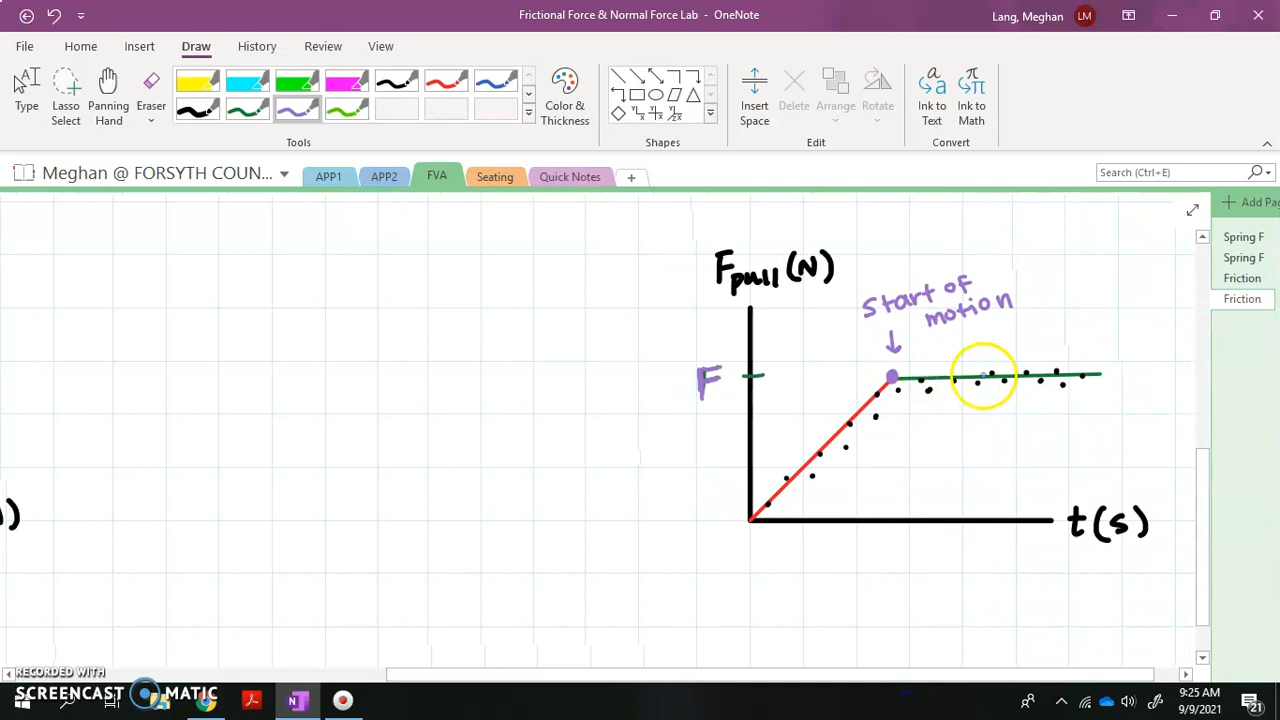 Frictional Force & Normal Force Lab - OneNote
Lang, Meghan LM
File Home Insert Draw History Review View
Type
Lasso Select
Panning Hand
Eraser
Color & Thickness
Insert Space
Delete
Arrange
Rotate
Ink to Text
Ink to Math
Tools Shapes Edit Convert
Meghan @ FORSYTH COUN...
APP1 APP2 FVA Seating Quick Notes
Search (Ctrl+E)
Add Pag
Spring F
Spring F
Friction
Friction
Fpull (N)
start of
motion
F
t(s)
)
RECORDED WITH
SCREENCAST MATIC
9:25 AM
9/9/2021
21